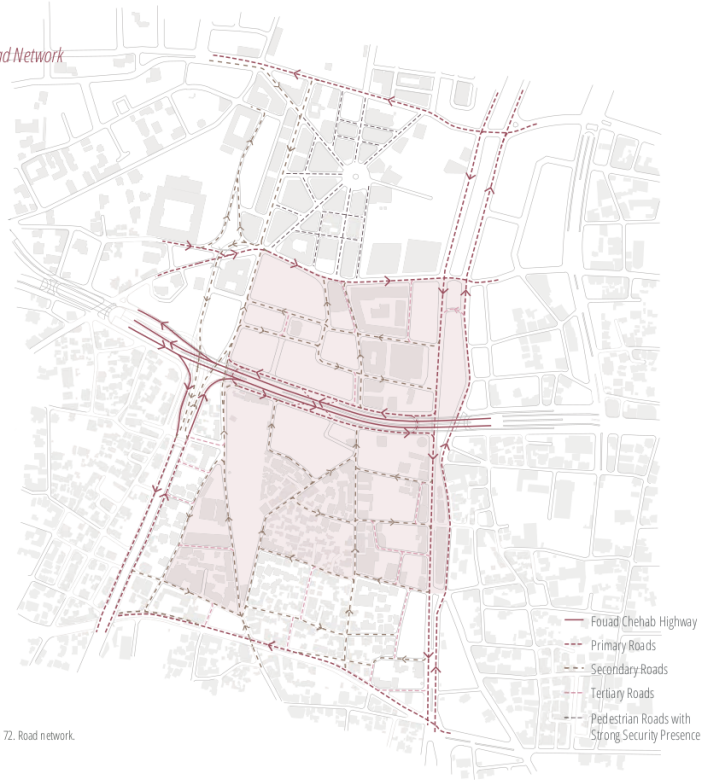 ad Network
Fouad Chehab Highway
Primary Roads
Secondary Roads
Tertiary Roads
Pedestrian Roads with
Strong Security Presence
72. Road network.